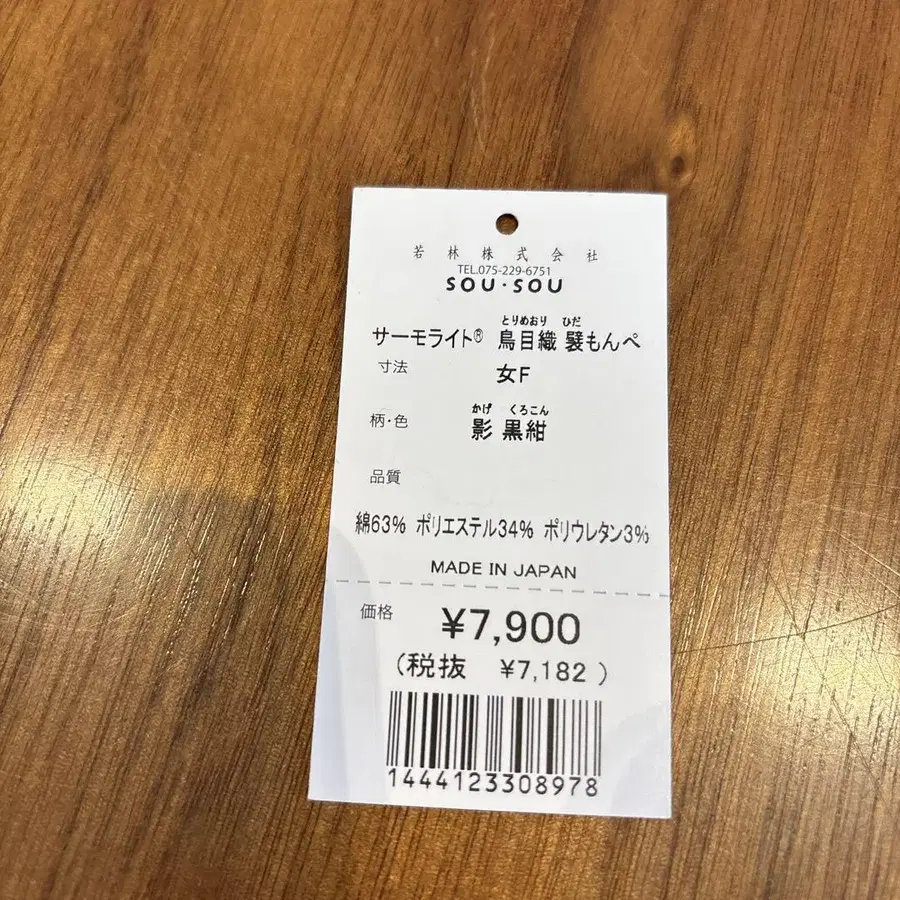 若林株式会社
TEL.075-229-6751
SOU・SOU
とりめおり ひだ
サーモライト® 鳥目織 襞もんぺ
寸法 女F
かげ くろこん
柄・色 影 黒紺
品質
綿63% ポリエステル34% ポリウレタン3%
MADE IN JAPAN
価格 ¥7,900
(税抜 ¥7,182 )
1444123308978